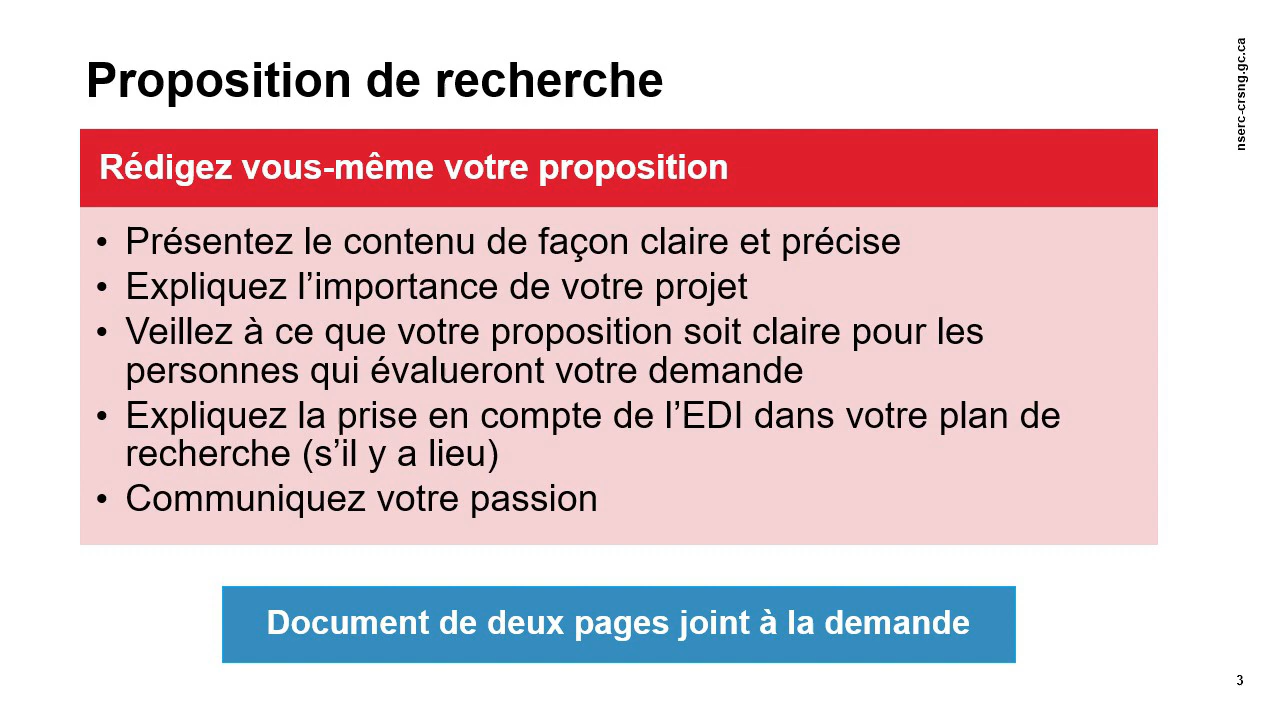 Proposition de recherche
nserc-crsng.gc.ca
Rédigez vous-même votre proposition
• Présentez le contenu de façon claire et précise
• Expliquez l’importance de votre projet
• Veillez à ce que votre proposition soit claire pour les
personnes qui évalueront votre demande
• Expliquez la prise en compte de l’EDI dans votre plan de
recherche (s’il y a lieu)
• Communiquez votre passion
Document de deux pages joint à la demande
3